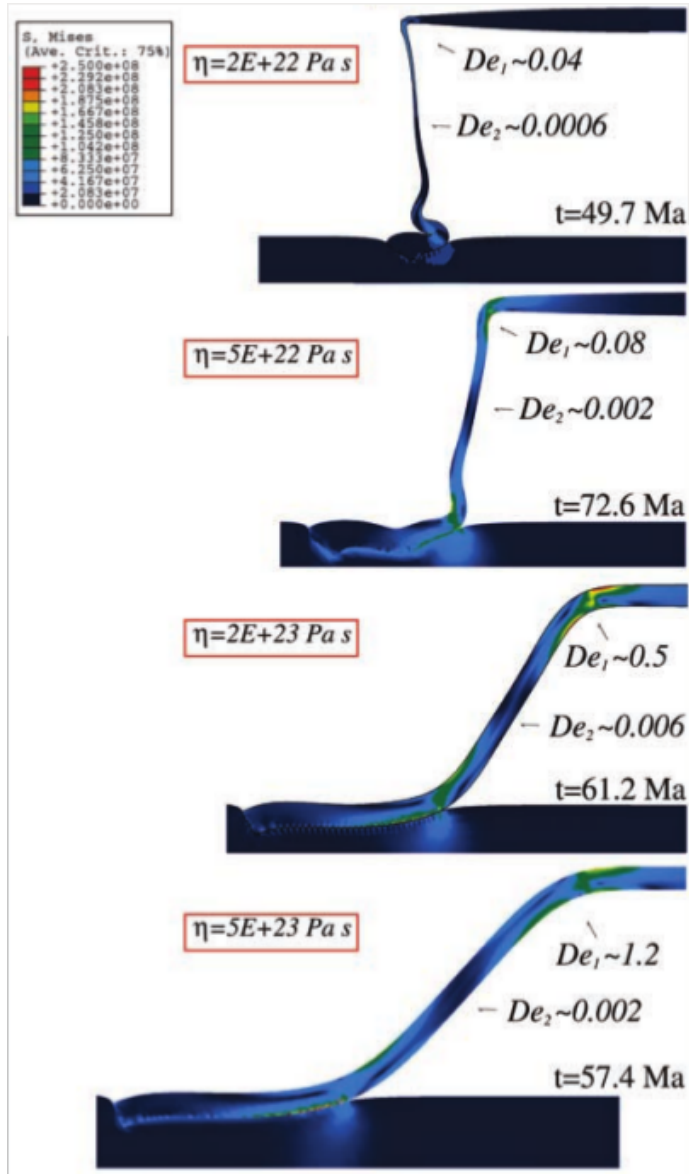 S, Mises
(Ave. Crit.: 75%)
+2.500e+08
+2.292e+08
+2.083e+08
+1.875e+08
+1.667e+08
+1.458e+08
+1.250e+08
+1.042e+08
+8.333e+07
+6.250e+07
+4.167e+07
+2.083e+07
+0.000e+00
η=2E+22 Pa s
De₁~0.04
De₂~0.0006
t=49.7 Ma
η=5E+22 Pa s
De₁~0.08
De₂~0.002
t=72.6 Ma
η=2E+23 Pa s
De₁~0.5
De₂~0.006
t=61.2 Ma
η=5E+23 Pa s
De₁~1.2
De₂~0.002
t=57.4 Ma